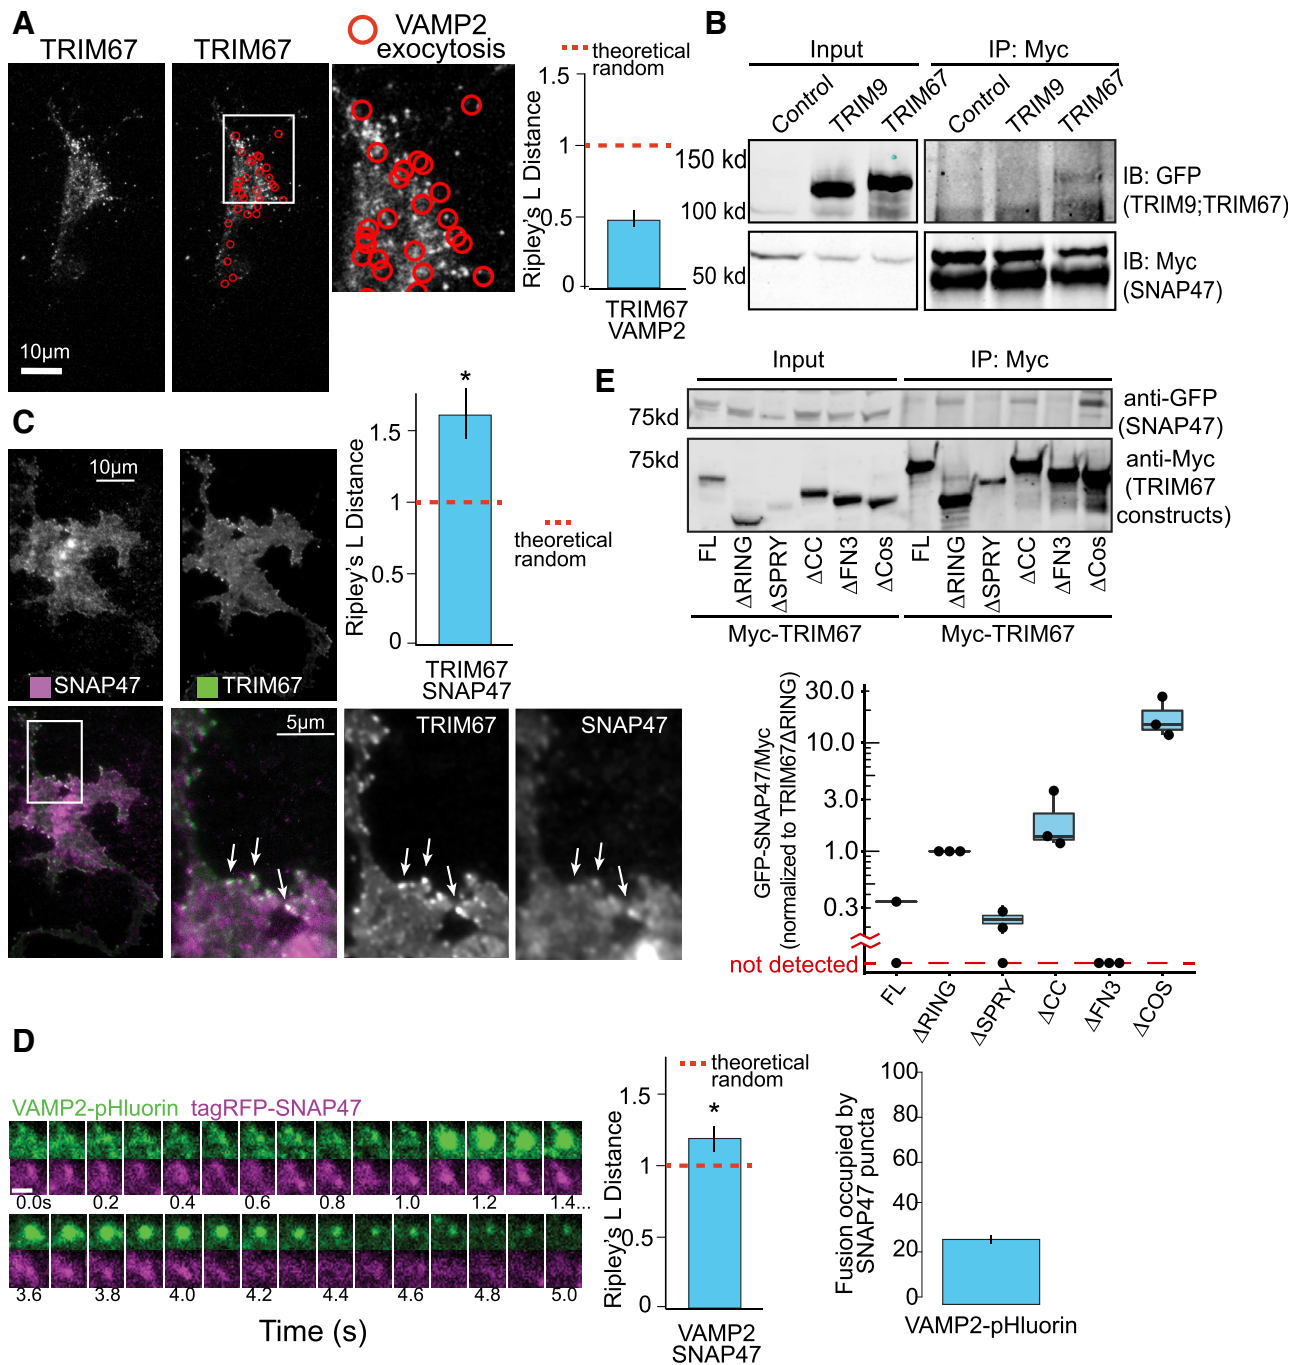 A
TRIM67
TRIM67
VAMP2
exocytosis
theoretical
random
Ripley's L Distance
1.5
1
0.5
0
TRIM67
VAMP2
10µm
B
Input
IP: Myc
Control
TRIM9
TRIM67
Control
TRIM9
TRIM67
150 kd
100 kd
50 kd
IB: GFP
(TRIM9;TRIM67)
IB: Myc
(SNAP47)
C
10µm
SNAP47
TRIM67
Ripley's L Distance
1.5
1
0.5
0
theoretical
random
TRIM67
SNAP47
5µm
TRIM67
SNAP47
E
Input
IP: Myc
75kd
75kd
anti-GFP
(SNAP47)
anti-Myc
(TRIM67
constructs)
FL
ΔRING
ΔSPRY
ΔCC
ΔFN3
ΔCos
FL
ΔRING
ΔSPRY
ΔCC
ΔFN3
ΔCos
Myc-TRIM67
Myc-TRIM67
GFP-SNAP47/Myc
(normalized to TRIM67ΔRING)
30.0
10.0
3.0
1.0
0.3
not detected
FL
ΔRING
ΔSPRY
ΔCC
ΔFN3
ΔCOS
D
VAMP2-pHluorin tagRFP-SNAP47
0.0s 0.2 0.4 0.6 0.8 1.0 1.2 1.4...
3.6 3.8 4.0 4.2 4.4 4.6 4.8 5.0
Time (s)
theoretical
random
Ripley's L Distance
1.5
1
0.5
0
*
VAMP2
SNAP47
Fusion occupied by
SNAP47 puncta
100
80
60
40
20
0
VAMP2-pHluorin
*